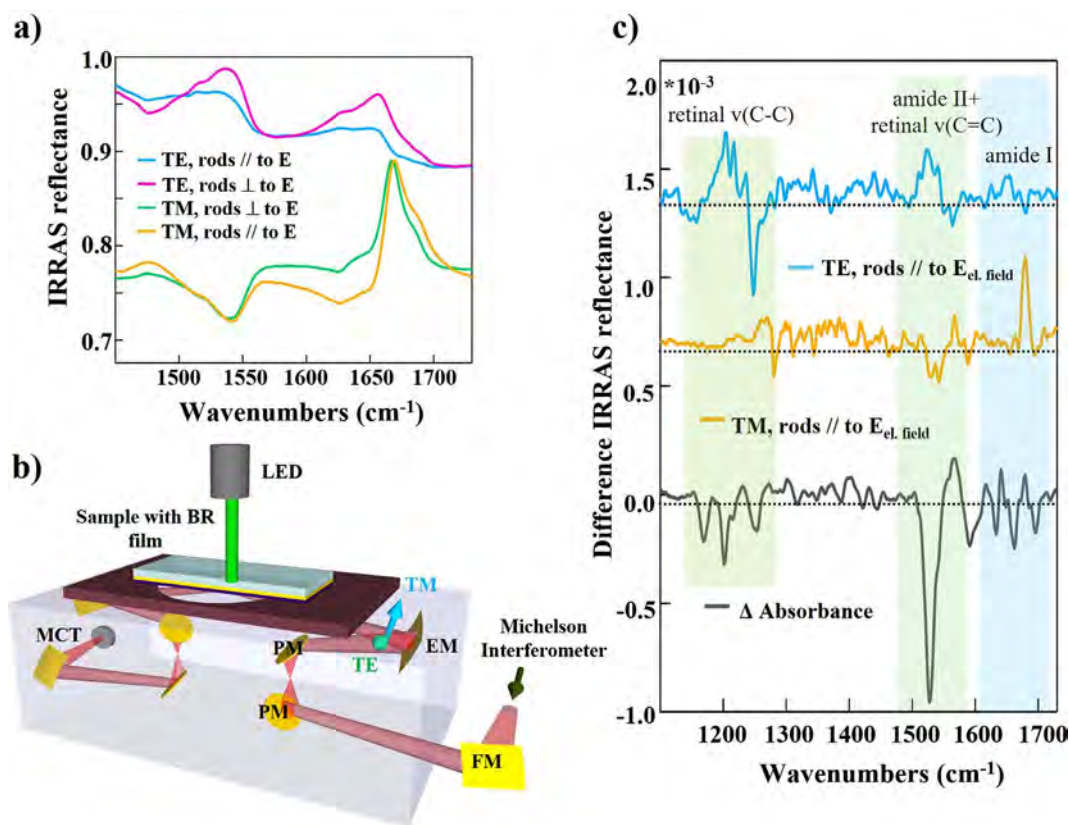 a)
1.0
0.9
0.8
0.7
IRRAS reflectance
TE, rods // to E
TE, rods ⊥ to E
TM, rods ⊥ to E
TM, rods // to E
1500
1550
1600
1650
1700
Wavenumbers (cm⁻¹)
b)
LED
Sample with BR
film
TM
MCT
PM
EM
TE
Michelson
Interferometer
PM
FM
c)
2.0
*10⁻³
1.5
1.0
0.5
0.0
-0.5
-1.0
Difference IRRAS reflectance
retinal ν(C-C)
amide II+
retinal ν(C=C)
amide I
TE, rods // to Eel. field
TM, rods // to Eel. field
Δ Absorbance
1200
1300
1400
1500
1600
1700
Wavenumbers (cm⁻¹)